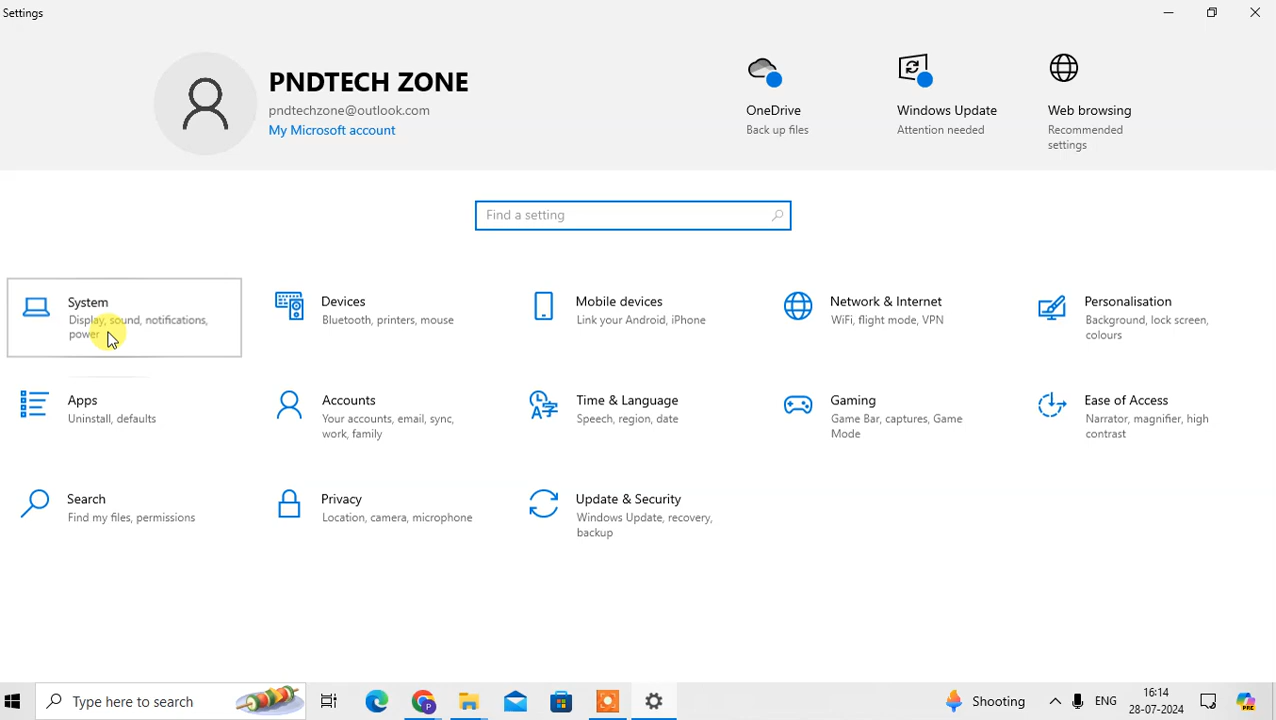 Settings
PNDTECH ZONE
pndtechzone@outlook.com
My Microsoft account
OneDrive
Back up files
Windows Update
Attention needed
Web browsing
Recommended
settings
Find a setting
System
Display, sound, notifications,
power
Devices
Bluetooth, printers, mouse
Mobile devices
Link your Android, iPhone
Network & Internet
WiFi, flight mode, VPN
Personalisation
Background, lock screen,
colours
Apps
Uninstall, defaults
Accounts
Your accounts, email, sync,
work, family
Time & Language
Speech, region, date
Gaming
Game Bar, captures, Game
Mode
Ease of Access
Narrator, magnifier, high
contrast
Search
Find my files, permissions
Privacy
Location, camera, microphone
Update & Security
Windows Update, recovery,
backup
Type here to search
P
Shooting
ENG
16:14
28-07-2024
PRE